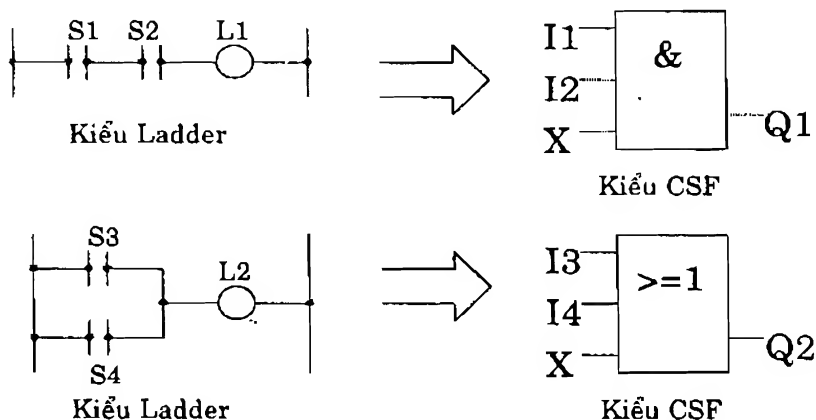 S1 S2 L1
Kiểu Ladder
I1
&
I2
X
Q1
Kiểu CSF
S3
L2
S4
Kiểu Ladder
I3
>=1
I4
X
Q2
Kiểu CSF